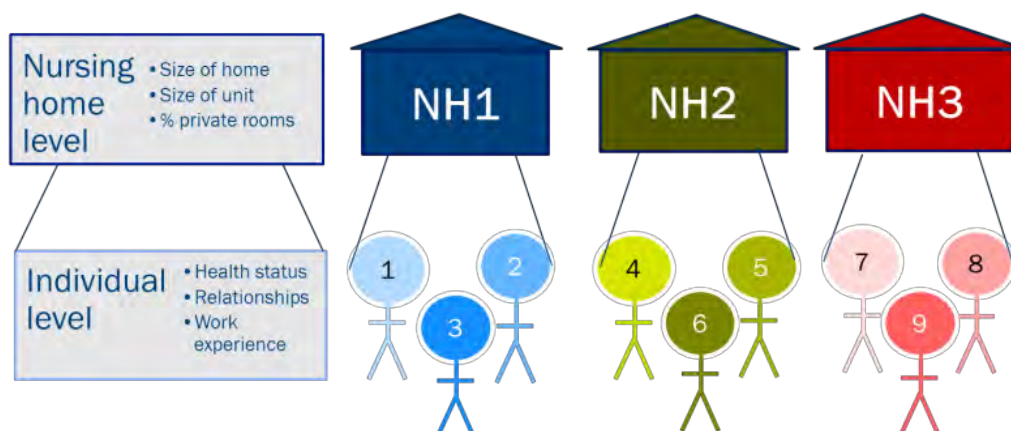 Nursing
home
level
• Size of home
• Size of unit
• % private rooms
NH1
NH2
NH3
Individual
level
• Health status
• Relationships
• Work
experience
1
2
3
4
5
6
7
8
9